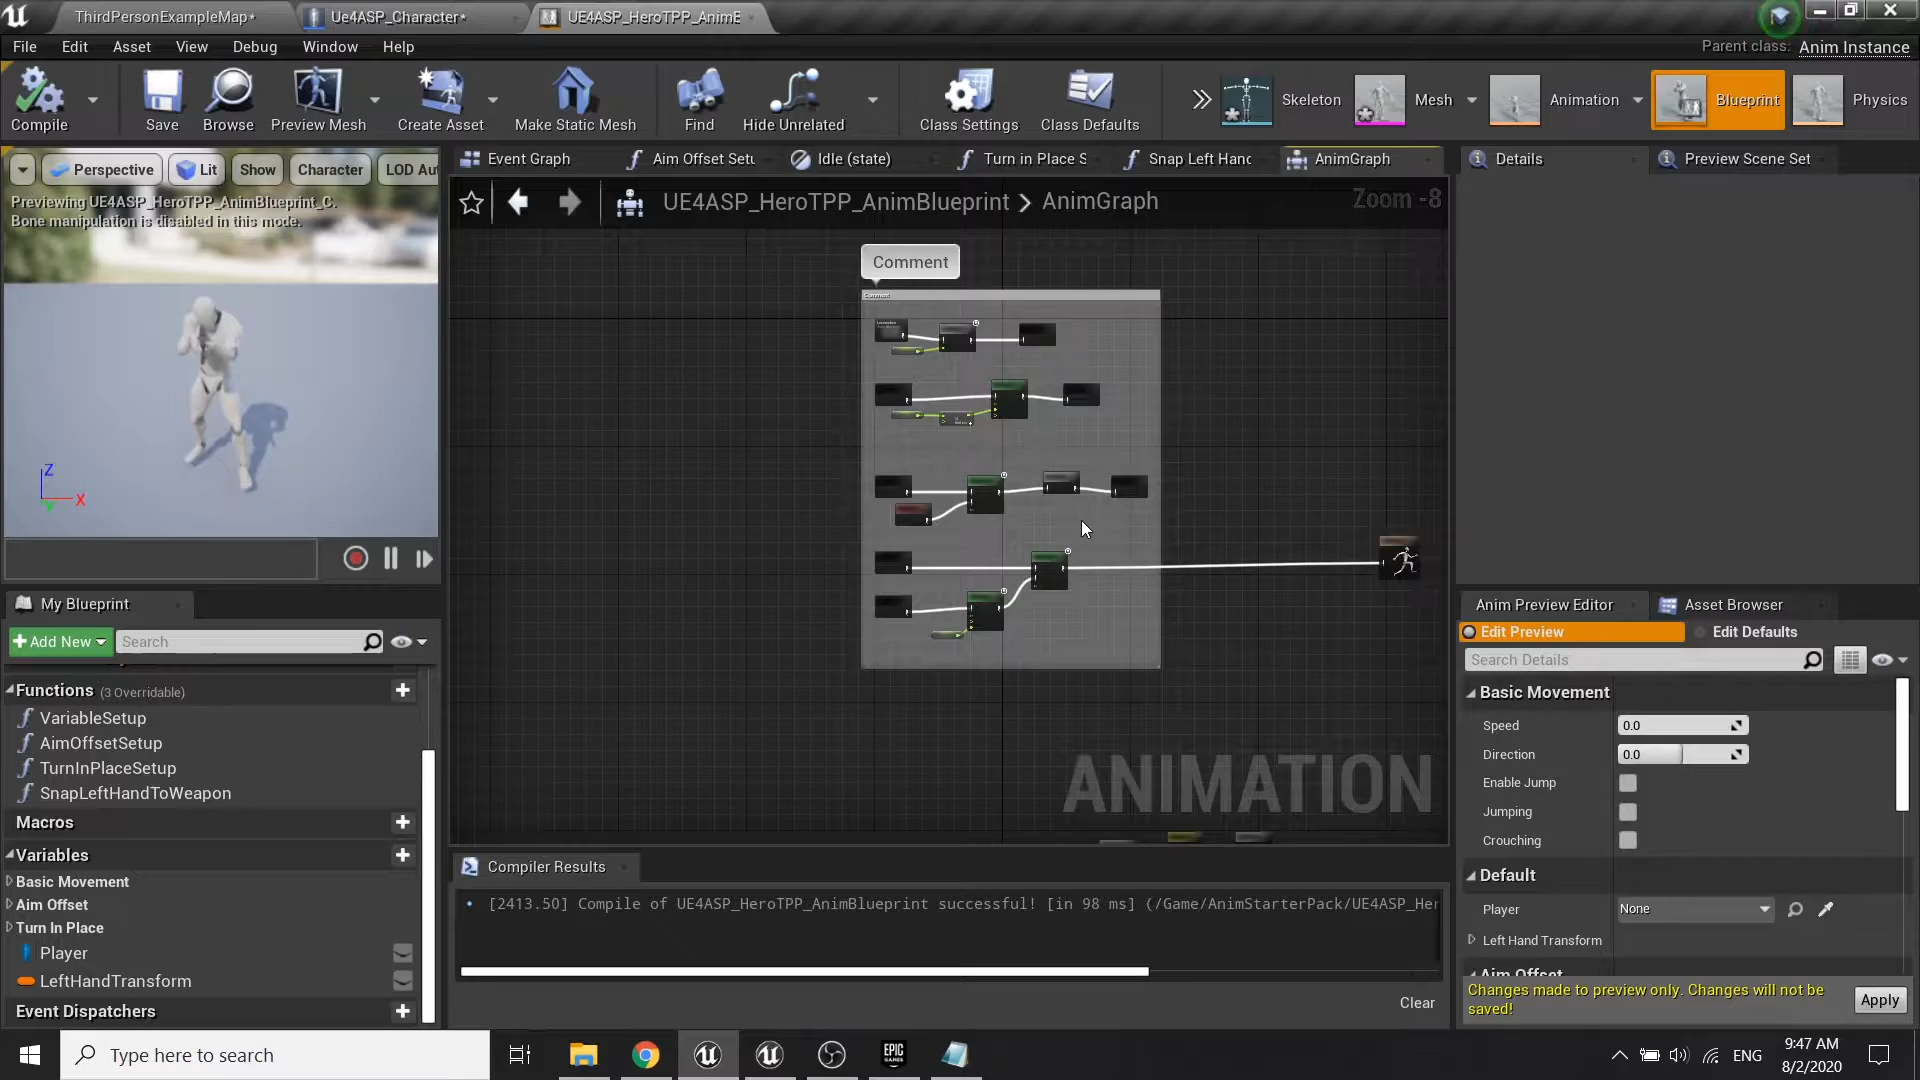 ThirdPersonExampleMap*
Ue4ASP_Character*
UE4ASP_HeroTPP_AnimE
File Edit Asset View Debug Window Help
Parent class: Anim Instance
Compile
Save
Browse
Preview Mesh
Create Asset
Make Static Mesh
Find
Hide Unrelated
Class Settings
Class Defaults
Skeleton
Mesh
Animation
Blueprint
Physics
Perspective
Lit
Show
Character
LOD Au
Previewing UE4ASP_HeroTPP_AnimBlueprint_C.
Bone manipulation is disabled in this mode.
Z
X
Y
Event Graph
Aim Offset Setu
Idle (state)
Turn in Place S
Snap Left Hand
AnimGraph
UE4ASP_HeroTPP_AnimBlueprint
AnimGraph
Zoom -8
Comment
ANIMATION
Details
Preview Scene Set
My Blueprint
+ Add New
Search
Functions (3 Overridable)
VariableSetup
AimOffsetSetup
TurnInPlaceSetup
SnapLeftHandToWeapon
Macros
Variables
Basic Movement
Aim Offset
Turn In Place
Player
LeftHandTransform
Event Dispatchers
Compiler Results
[2413.50] Compile of UE4ASP_HeroTPP_AnimBlueprint successful! [in 98 ms] (/Game/AnimStarterPack/UE4ASP_Her
Clear
Anim Preview Editor
Asset Browser
Edit Preview
Edit Defaults
Search Details
Basic Movement
Speed 0.0
Direction 0.0
Enable Jump
Jumping
Crouching
Default
Player None
Left Hand Transform
Aim Offset
Changes made to preview only. Changes will not be
saved!
Apply
Type here to search
EPIC
GAMES
ENG
9:47 AM
8/2/2020